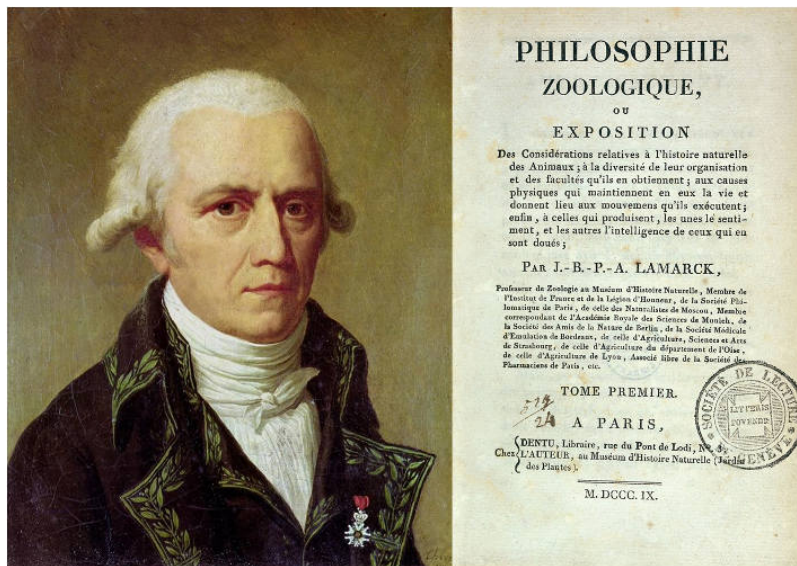 PHILOSOPHIE
ZOOLOGIQUE,
OU
EXPOSITION
Des Considérations relatives à l'histoire naturelle
des Animaux ; à la diversité de leur organisation
et des facultés qu'ils en obtiennent ; aux causes
physiques qui maintiennent en eux la vie et
donnent lieu aux mouvemens qu'ils exécutent ;
enfin , à celles qui produisent , les unes le senti-
ment , et les autres l'intelligence de ceux qui en
sont doués ;
PAR J.-B.-P.-A. LAMARCK,
Professeur de Zoologie au Muséum d'Histoire Naturelle , Membre de
l'Institut de France et de la Légion d'Honneur , de la Société Phi-
lomatique de Paris , de celle des Naturalistes de Moscou , Membre
correspondant de l'Académie Royale des Sciences de Munich , de
la Société des Amis de la Nature de Berlin , de la Société Médicale
d'Emulation de Bordeaux , de celle d'Agriculture, Sciences et Arts
de Strasbourg , de celle d'Agriculture du département de l'Oise ,
de celle d'Agriculture de Lyon , Associé libre de la Société des
Pharmaciens de Paris , etc.
TOME PREMIER.
24
A PARIS,
Chez
DENTU, Libraire, rue du Pont de Lodi, N.
L'AUTEUR, au Muséum d'Histoire Naturelle (Jardin
des Plantes).
M. DCCC. IX.
SOCIÉTÉ DE LECTURE
GENÈVE